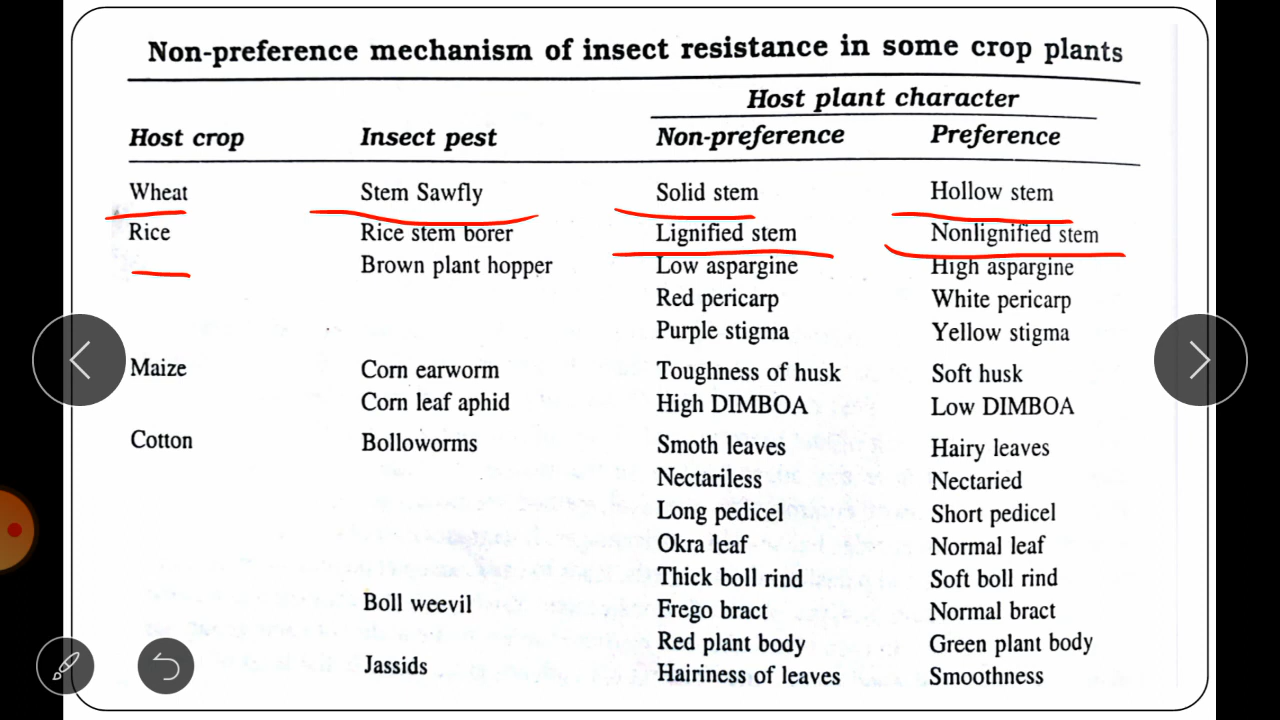 Non-preference mechanism of insect resistance in some crop plants
Host plant character
Host crop Insect pest Non-preference Preference
Wheat Stem Sawfly Solid stem Hollow stem
Rice Rice stem borer Lignified stem Nonlignified stem
Brown plant hopper Low aspargine High aspargine
Red pericarp White pericarp
Purple stigma Yellow stigma
Maize Corn earworm Toughness of husk Soft husk
Corn leaf aphid High DIMBOA Low DIMBOA
Cotton Bolloworms Smoth leaves Hairy leaves
Nectariless Nectaried
Long pedicel Short pedicel
Okra leaf Normal leaf
Thick boll rind Soft boll rind
Boll weevil Frego bract Normal bract
Red plant body Green plant body
Jassids Hairiness of leaves Smoothness